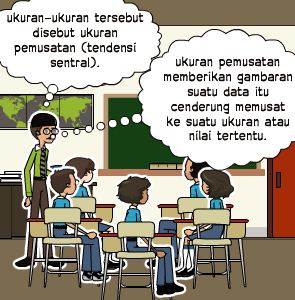 ukuran-ukuran tersebut
disebut ukuran
pemusatan (tendensi
sentral).
ukuran pemusatan
memberikan gambaran
suatu data itu
cenderung memusat
ke suatu ukuran atau
nilai tertentu.